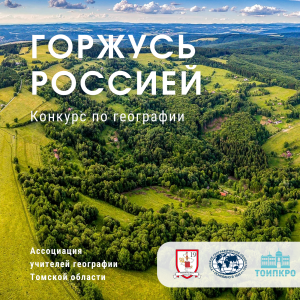 ГОРЖУСЬ
РОССИЕЙ
Конкурс по географии
Ассоциация
учителей географии
Томской области
ТОИПКРО